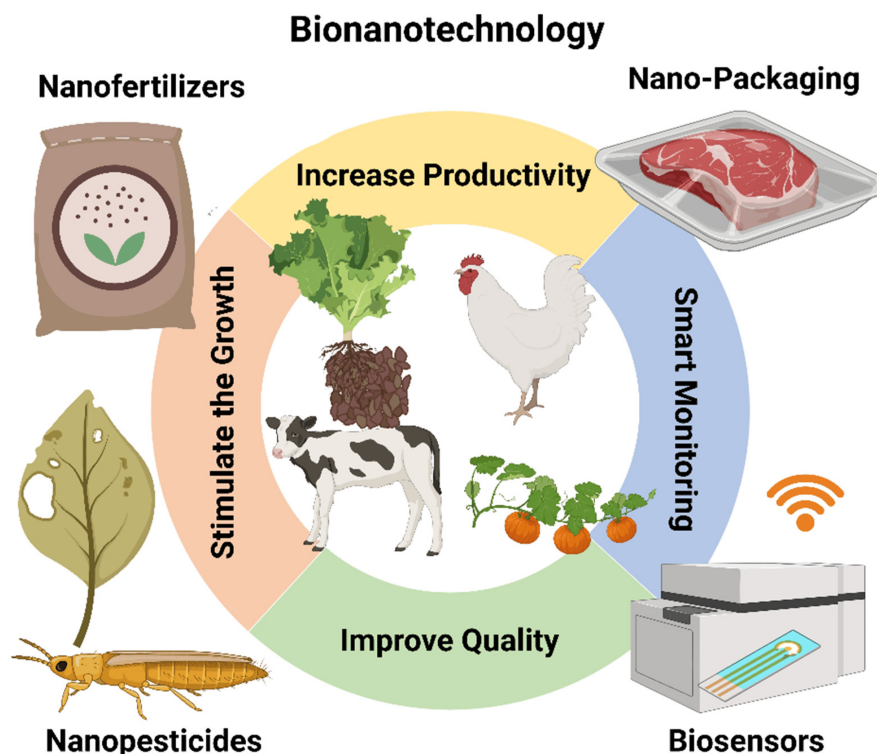 Bionanotechnology
Nanofertilizers
Nano-Packaging
Increase Productivity
Stimulate the Growth
Smart Monitoring
Improve Quality
Nanopesticides
Biosensors